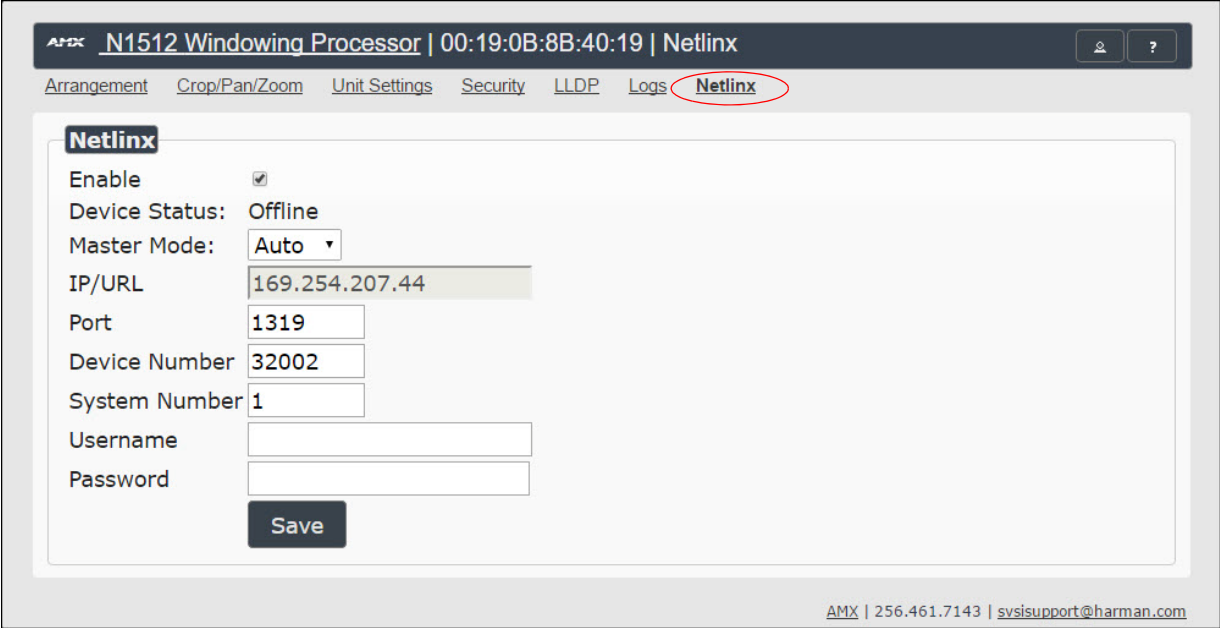 AMX N1512 Windowing Processor | 00:19:0B:8B:40:19 | Netlinx ?
Arrangement Crop/Pan/Zoom Unit Settings Security LLDP Logs Netlinx
Netlinx
Enable
Device Status: Offline
Master Mode: Auto
IP/URL 169.254.207.44
Port 1319
Device Number 32002
System Number 1
Username
Password
Save
AMX | 256.461.7143 | svsisupport@harman.com